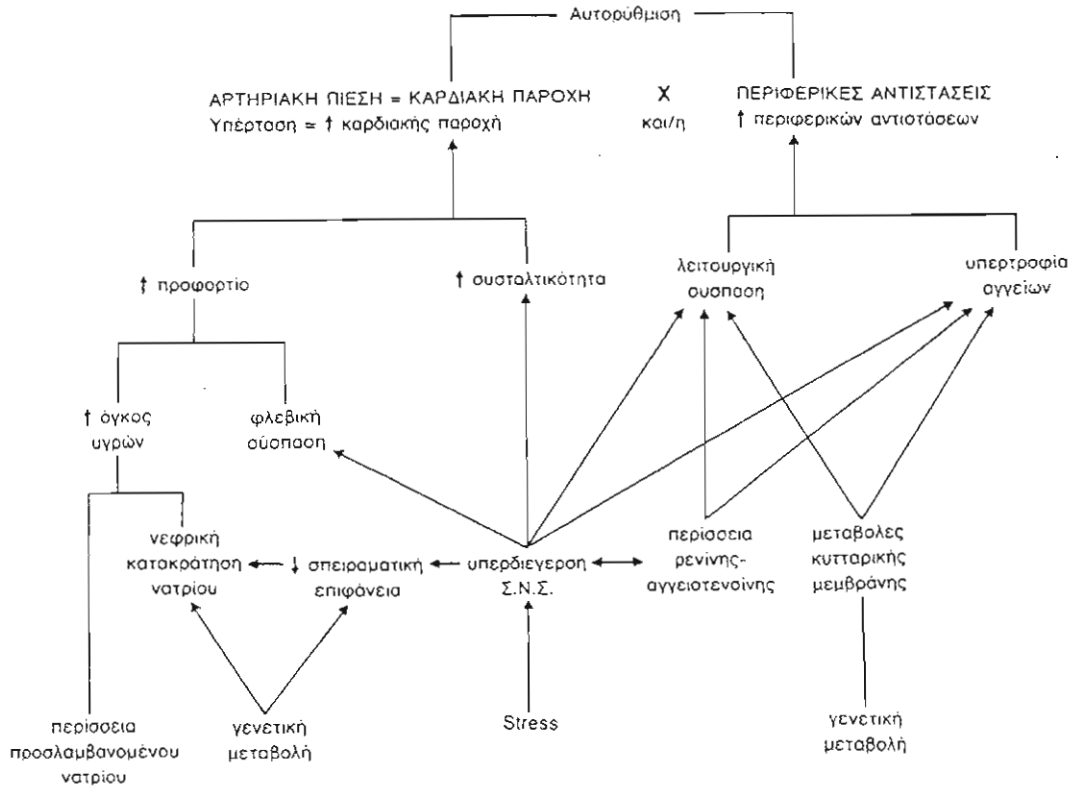 Αυτορύθμιση
ΑΡΤΗΡΙΑΚΗ ΠΙΕΣΗ = ΚΑΡΔΙΑΚΗ ΠΑΡΟΧΗ X ΠΕΡΙΦΕΡΙΚΕΣ ΑΝΤΙΣΤΑΣΕΙΣ
Υπέρταση = ↑ καρδιακής παροχή και/η ↑ περιφερικών αντιστάσεων
↑ προφορτίο
↑ συσταλτικότητα
λειτουργική
σύσπαση
υπερτροφία
αγγείων
↑ όγκος
υγρών
φλεβική
σύσπαση
νεφρική
κατακράτηση
νατρίου
↓ σπειραματική
επιφάνεια
υπερδιέγερση
Σ.Ν.Σ.
περίσσεια
ρενίνης-
αγγειοτενσίνης
μεταβολες
κυτταρικής
μεμβράνης
περίσσεια
προσλαμβανομένου
νατρίου
γενετική
μεταβολή
Stress
γενετική
μεταβολή